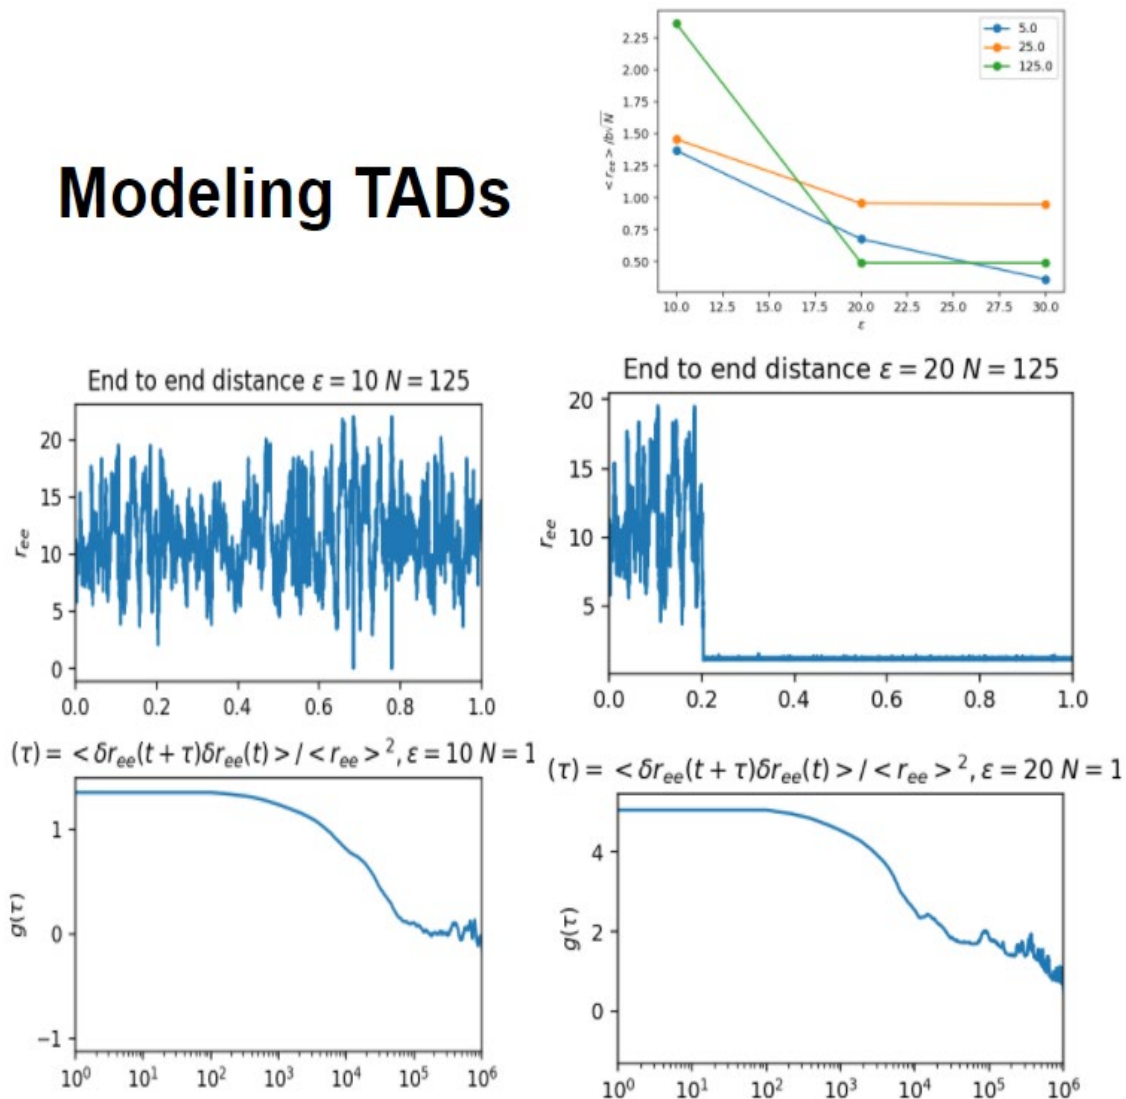 Modeling TADs
5.0
25.0
125.0
2.25
2.00
1.75
1.50
1.25
1.00
0.75
0.50
< r_ee > /b√N
10.0 12.5 15.0 17.5 20.0 22.5 25.0 27.5 30.0
ε
End to end distance ε = 10 N = 125
20
15
10
5
0
r_ee
0.0 0.2 0.4 0.6 0.8 1.0
End to end distance ε = 20 N = 125
20
15
10
5
r_ee
0.0 0.2 0.4 0.6 0.8 1.0
(τ) = < δr_ee(t + τ)δr_ee(t) > / < r_ee >², ε = 10 N = 1
1
0
−1
g(τ)
10⁰ 10¹ 10² 10³ 10⁴ 10⁵ 10⁶
(τ) = < δr_ee(t + τ)δr_ee(t) > / < r_ee >², ε = 20 N = 1
4
2
0
g(τ)
10⁰ 10¹ 10² 10³ 10⁴ 10⁵ 10⁶